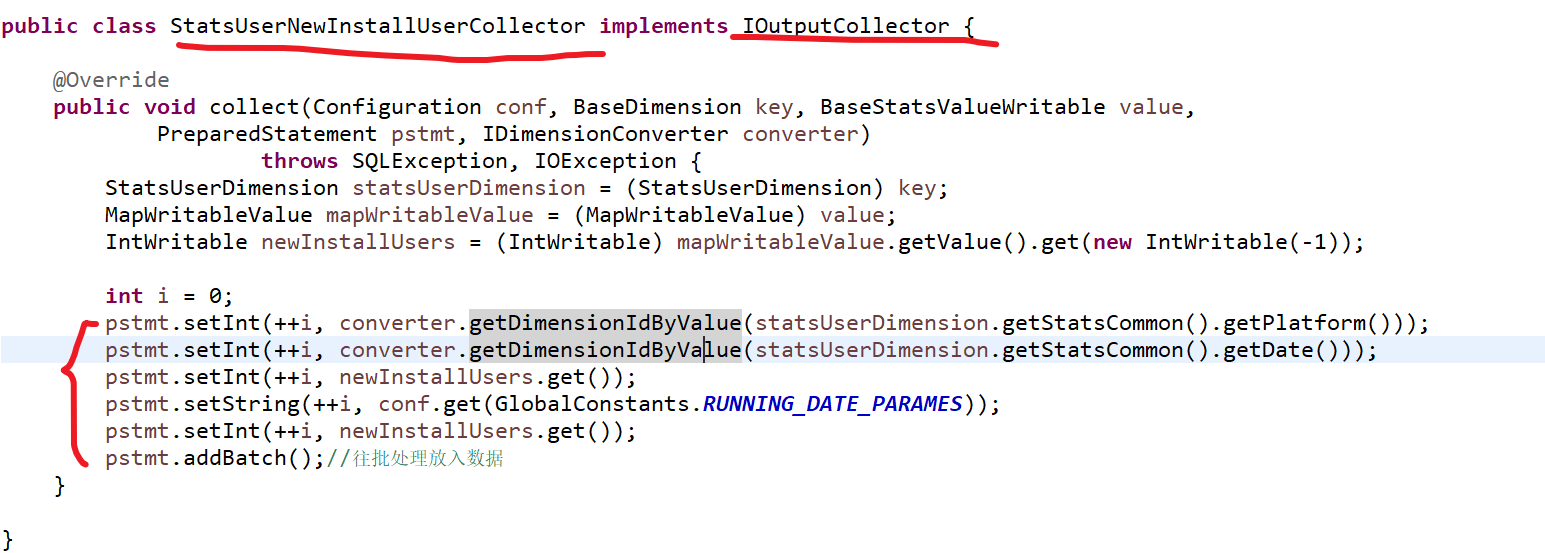 public class StatsUserNewInstallUserCollector implements IOutputCollector {
@Override
public void collect(Configuration conf, BaseDimension key, BaseStatsValueWritable value,
PreparedStatement pstmt, IDimensionConverter converter)
throws SQLException, IOException {
StatsUserDimension statsUserDimension = (StatsUserDimension) key;
MapWritableValue mapWritableValue = (MapWritableValue) value;
IntWritable newInstallUsers = (IntWritable) mapWritableValue.getValue().get(new IntWritable(-1));
int i = 0;
pstmt.setInt(++i, converter.getDimensionIdByValue(statsUserDimension.getStatsCommon().getPlatform()));
pstmt.setInt(++i, converter.getDimensionIdByValue(statsUserDimension.getStatsCommon().getDate()));
pstmt.setInt(++i, newInstallUsers.get());
pstmt.setString(++i, conf.get(GlobalConstants.RUNNING_DATE_PARAMES));
pstmt.setInt(++i, newInstallUsers.get());
pstmt.addBatch();//往批处理放入数据
}
}